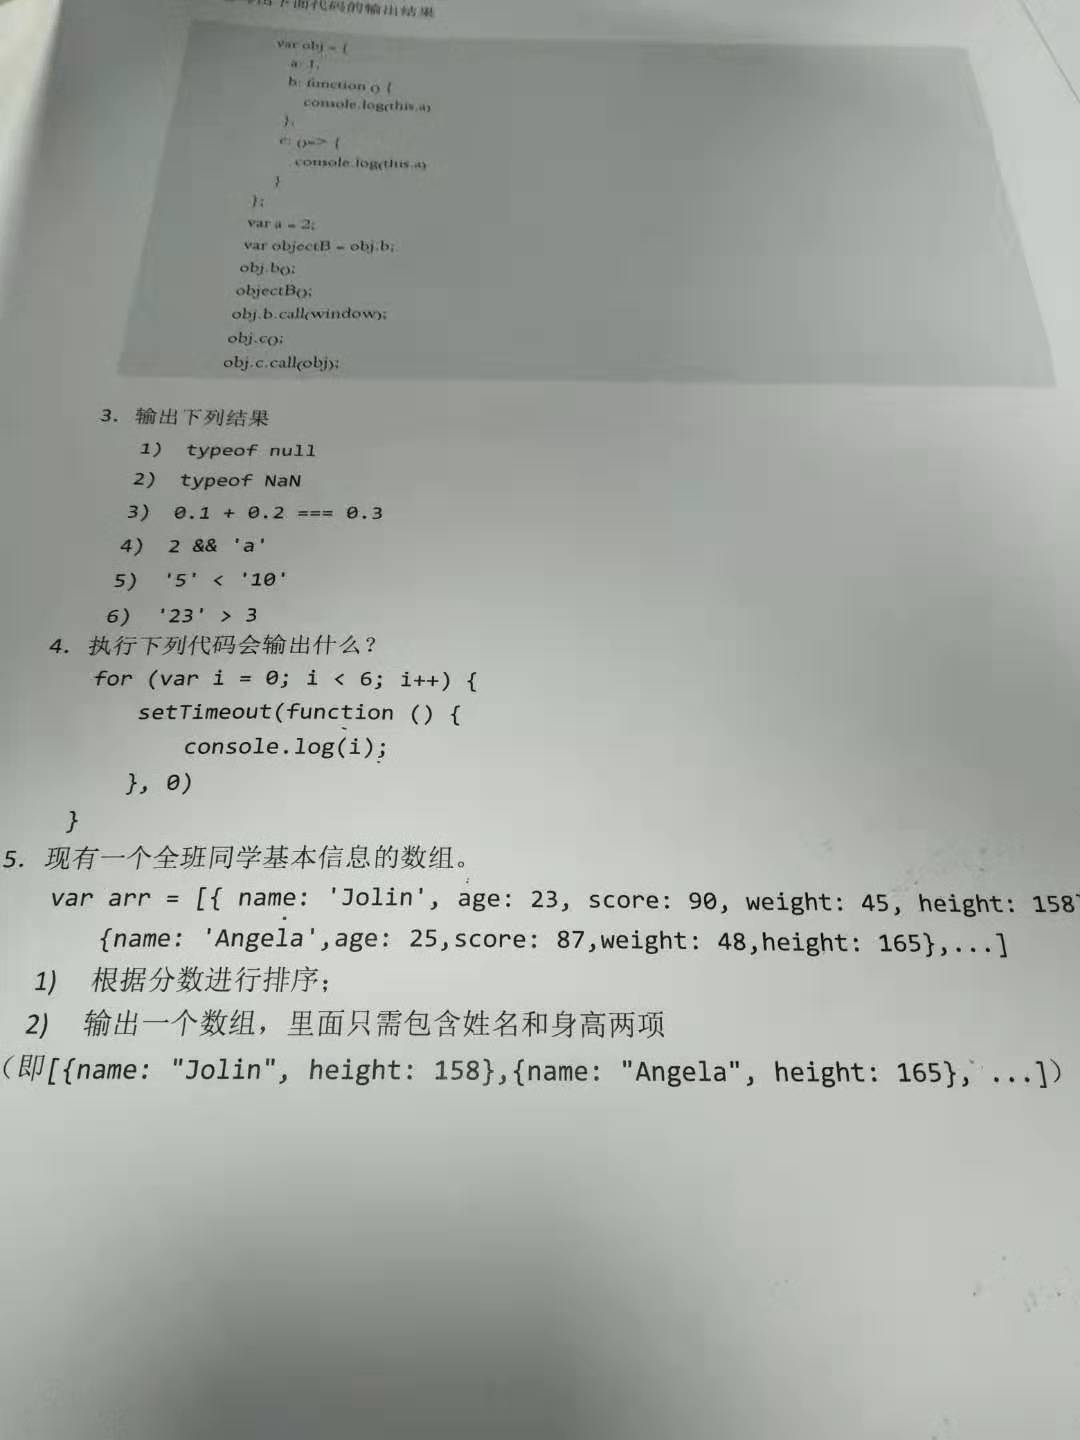 下面代码的输出结果
var obj = {
a: 1,
b: function () {
console.log(this.a)
},
c: ()=> {
console.log(this.a)
}
};
var a = 2;
var objectB = obj.b;
obj.b();
objectB();
obj.b.call(window);
obj.c();
obj.c.call(obj);
3. 输出下列结果
1) typeof null
2) typeof NaN
3) 0.1 + 0.2 === 0.3
4) 2 && 'a'
5) '5' < '10'
6) '23' > 3
4. 执行下列代码会输出什么？
for (var i = 0; i < 6; i++) {
setTimeout(function () {
console.log(i);
}, 0)
}
5. 现有一个全班同学基本信息的数组。
var arr = [{ name: 'Jolin', age: 23, score: 90, weight: 45, height: 158}
{name: 'Angela',age: 25,score: 87,weight: 48,height: 165},...]
1) 根据分数进行排序；
2) 输出一个数组，里面只需包含姓名和身高两项
（即[{name: "Jolin", height: 158},{name: "Angela", height: 165}, ...]）